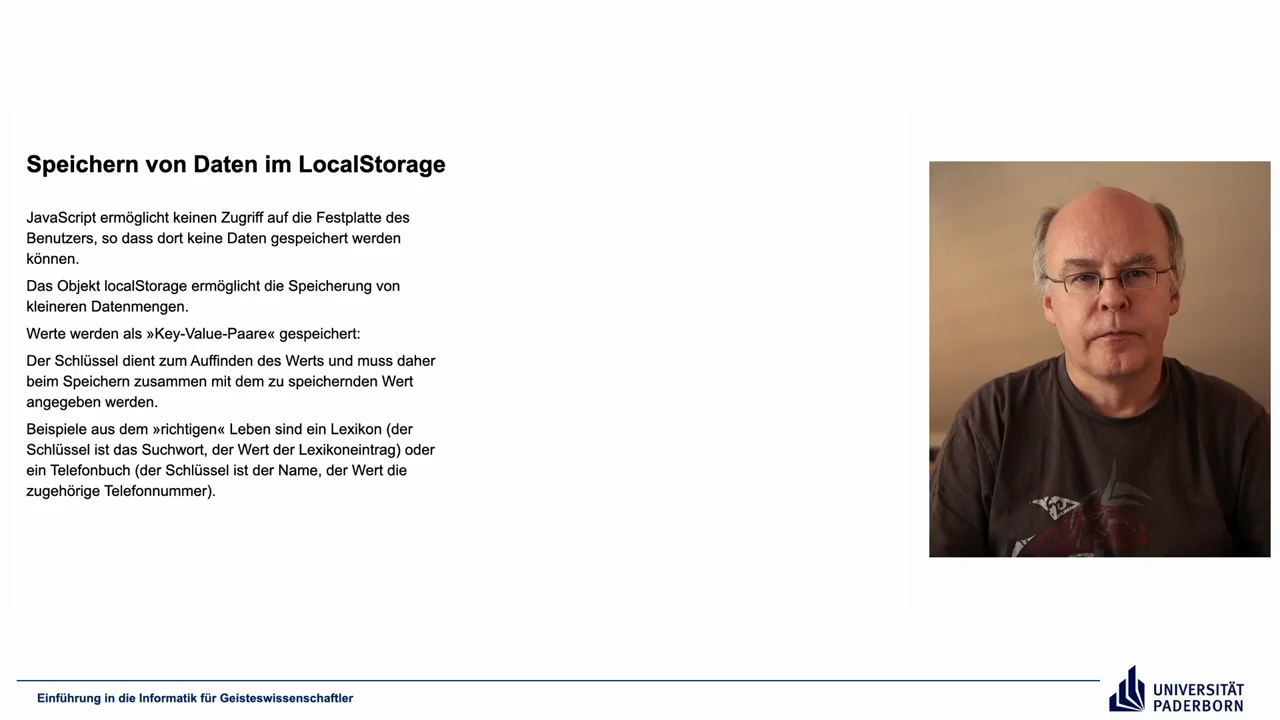 Speichern von Daten im LocalStorage
JavaScript ermöglicht keinen Zugriff auf die Festplatte des
Benutzers, so dass dort keine Daten gespeichert werden
können.
Das Objekt localStorage ermöglicht die Speicherung von
kleineren Datenmengen.
Werte werden als »Key-Value-Paare« gespeichert:
Der Schlüssel dient zum Auffinden des Werts und muss daher
beim Speichern zusammen mit dem zu speichernden Wert
angegeben werden.
Beispiele aus dem »richtigen« Leben sind ein Lexikon (der
Schlüssel ist das Suchwort, der Wert der Lexikoneintrag) oder
ein Telefonbuch (der Schlüssel ist der Name, der Wert die
zugehörige Telefonnummer).
Einführung in die Informatik für Geisteswissenschaftler
UNIVERSITÄT
PADERBORN